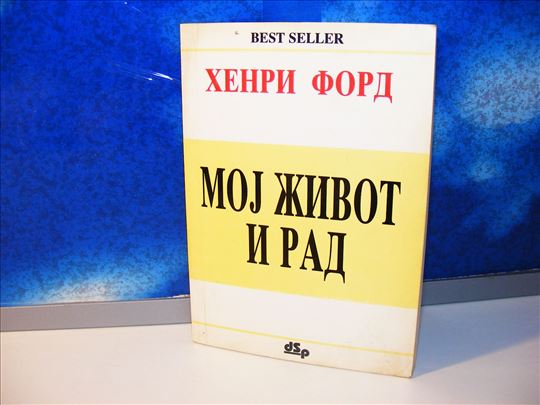 BEST SELLER
ХЕНРИ ФОРД
МОЈ ЖИВОТ
И РАД
dSp